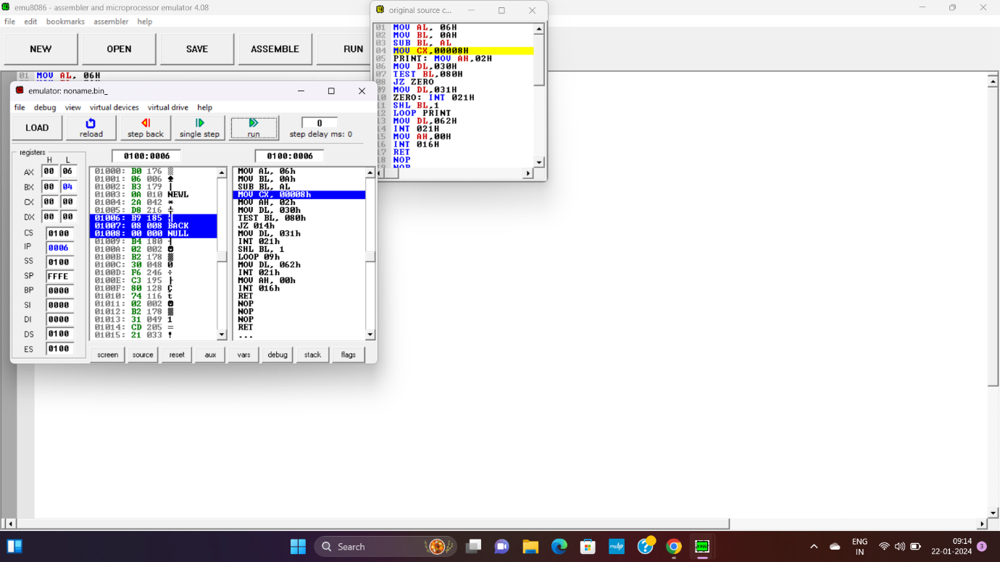 emu8086 - assembler and microprocessor emulator 4.08
file edit bookmarks assembler help
NEW OPEN SAVE ASSEMBLE RUN
01 MOV AL, 06H
original source c...
01 MOV AL, 06H
02 MOV BL, 0AH
03 SUB BL, AL
04 MOV CX,00008H
05 PRINT: MOV AH,02H
06 MOV DL,030H
07 TEST BL,080H
08 JZ ZERO
09 MOV DL,031H
10 ZERO: INT 021H
11 SHL BL,1
12 LOOP PRINT
13 MOV DL,062H
14 INT 021H
15 MOV AH,00H
16 INT 016H
17 RET
18 NOP
19 NOP
emulator: noname.bin_
file debug view virtual devices virtual drive help
LOAD reload step back single step run 0
step delay ms: 0
registers
H L
AX 00 06
BX 00 04
CX 00 00
DX 00 00
CS 0100
IP 0006
SS 0100
SP FFFE
BP 0000
SI 0000
DI 0000
DS 0100
ES 0100
0100:0006
01000: B0 176 ▒
01001: 06 006 ♠
01002: B3 179 │
01003: 0A 010 NEWL
01004: 2A 042 *
01005: D8 216 ╪
01006: B9 185 ╣
01007: 08 008 BACK
01008: 00 000 NULL
01009: B4 180 ┤
0100A: 02 002 ☻
0100B: B2 178 ▓
0100C: 30 048 0
0100D: F6 246 ÷
0100E: C3 195 ├
0100F: 80 128 Ç
01010: 74 116 t
01011: 02 002 ☻
01012: B2 178 ▓
01013: 31 049 1
01014: CD 205 =
01015: 21 033 !
0100:0006
MOV AL, 06h
MOV BL, 0Ah
SUB BL, AL
MOV CX, 00008h
MOV AH, 02h
MOV DL, 030h
TEST BL, 080h
JZ 014h
MOV DL, 031h
INT 021h
SHL BL, 1
LOOP 09h
MOV DL, 062h
INT 021h
MOV AH, 00h
INT 016h
RET
NOP
NOP
NOP
RET
...
screen source reset aux vars debug stack flags
Search
ENG
IN
09:14
22-01-2024
3